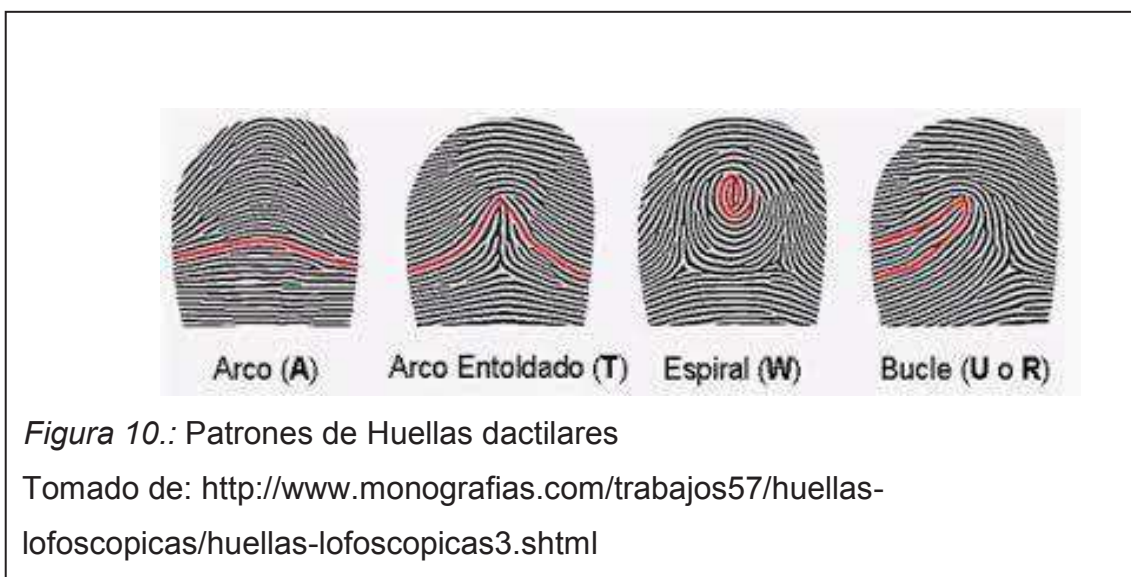 Arco (A) Arco Entoldado (T) Espiral (W) Bucle (U o R)
Figura 10.: Patrones de Huellas dactilares
Tomado de: http://www.monografias.com/trabajos57/huellas-
lofoscopicas/huellas-lofoscopicas3.shtml